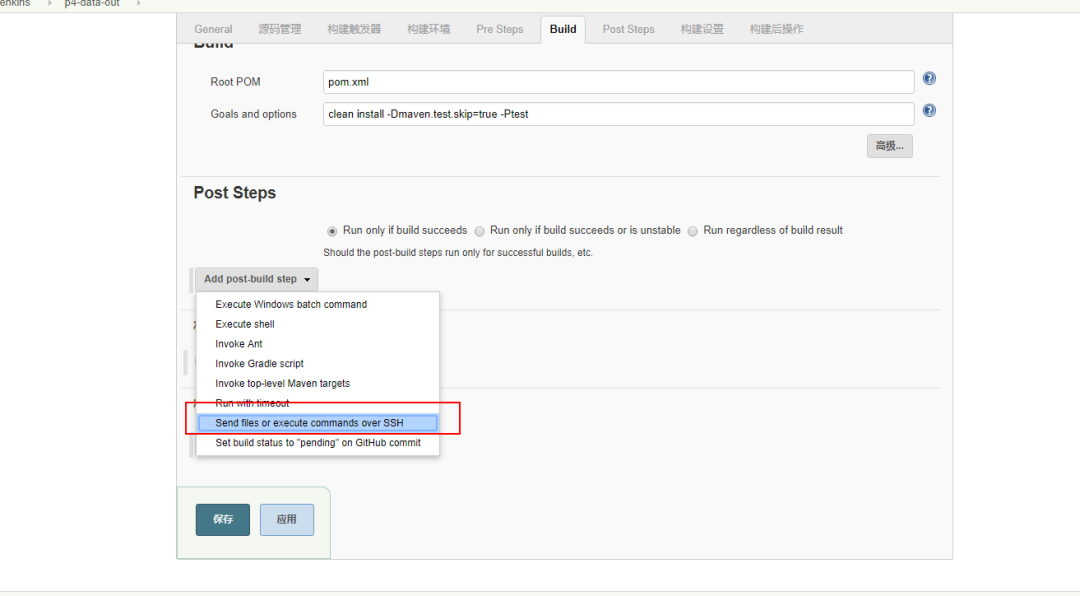 enkins p4-data-out
General 源码管理 构建触发器 构建环境 Pre Steps Build Post Steps 构建设置 构建后操作
Build
Root POM pom.xml
Goals and options clean install -Dmaven.test.skip=true -Ptest
高级...
Post Steps
Run only if build succeeds Run only if build succeeds or is unstable Run regardless of build result
Should the post-build steps run only for successful builds, etc.
Add post-build step
Execute Windows batch command
Execute shell
Invoke Ant
Invoke Gradle script
Invoke top-level Maven targets
Run with timeout
Send files or execute commands over SSH
Set build status to "pending" on GitHub commit
保存 应用